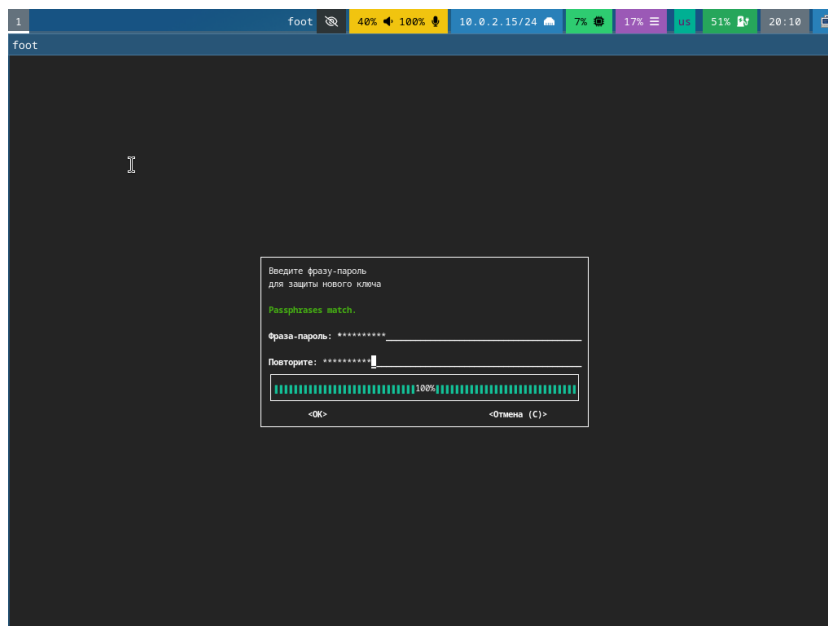 1 foot 40% 100% 10.0.2.15/24 7% 17% us 51% 20:10
foot
Введите фразу-пароль
для защиты нового ключа
Passphrases match.
Фраза-пароль: **********
Повторите: **********
100%
<OK> <Отмена (C)>